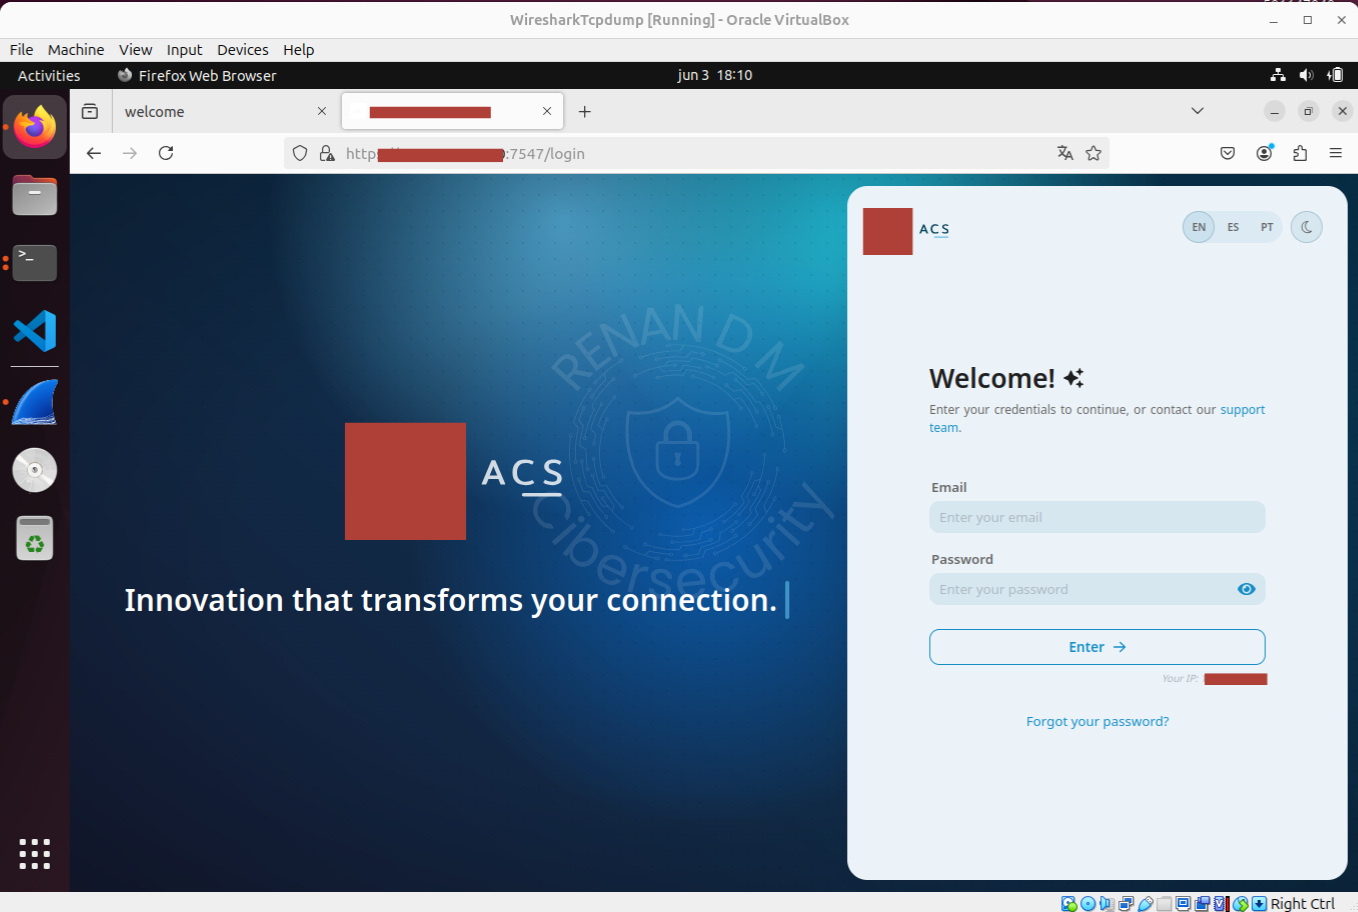 WiresharkTcpdump [Running] - Oracle VirtualBox
File Machine View Input Devices Help
Activities Firefox Web Browser jun 3 18:10
welcome
http :7547/login
ACS
EN ES PT
RENAN D M
Cibersecurity
ACS
Innovation that transforms your connection.
Welcome!
Enter your credentials to continue, or contact our support
team.
Email
Enter your email
Password
Enter your password
Enter →
Your IP:
Forgot your password?
Right Ctrl